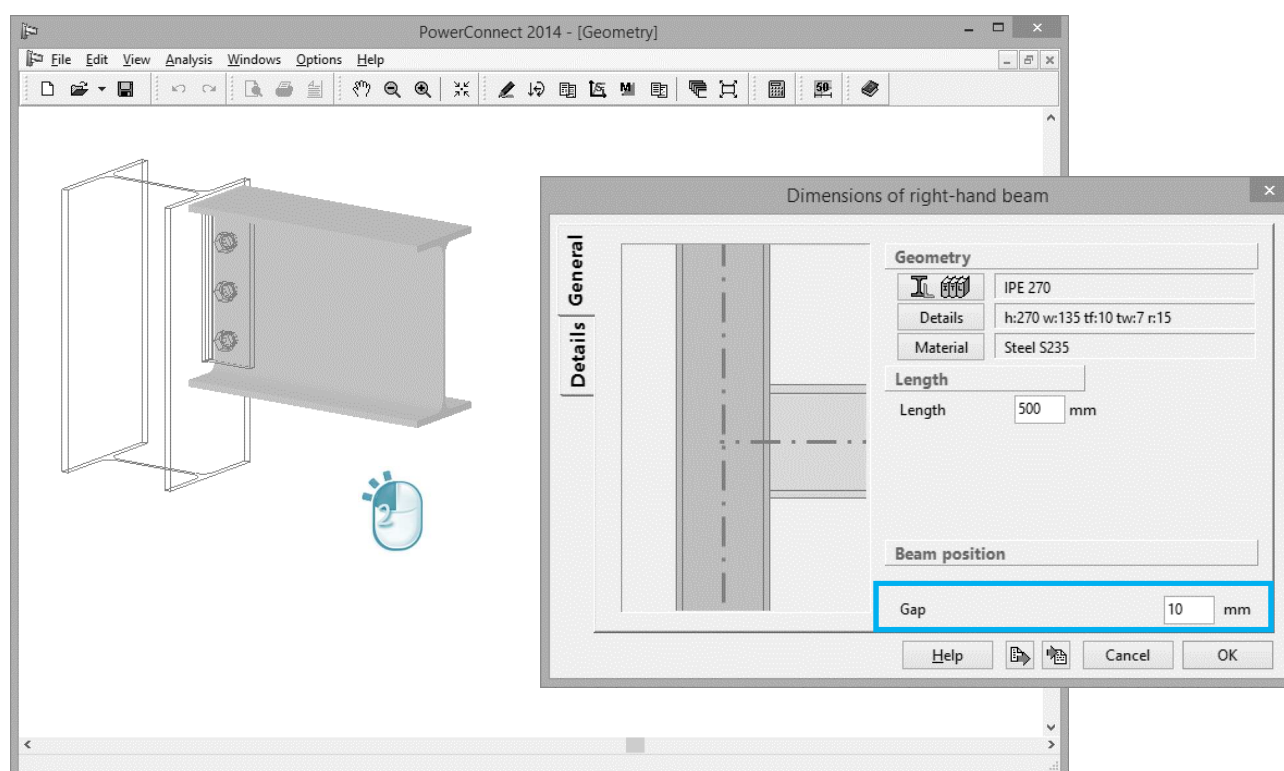 PowerConnect 2014 - [Geometry]
File Edit View Analysis Windows Options Help
50
Dimensions of right-hand beam
General
Details
Geometry
IPE 270
Details h:270 w:135 tf:10 tw:7 r:15
Material Steel S235
Length
Length 500 mm
2
Beam position
Gap 10 mm
Help Cancel OK